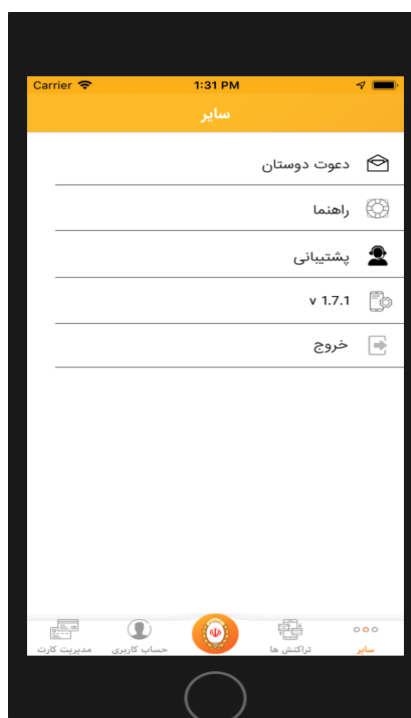 Carrier 1:31 PM
سایر
دعوت دوستان
راهنما
پشتیبانی
v 1.7.1
خروج
سایر
تراکنش ها
حساب کاربری
مدیریت کارت